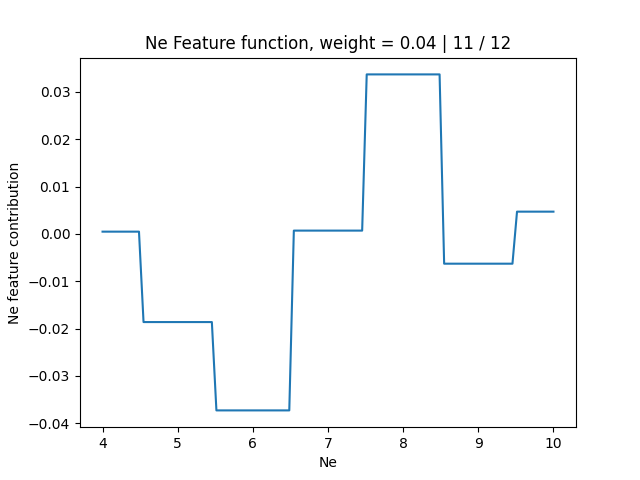 Ne Feature function, weight = 0.04 | 11 / 12
Ne feature contribution
0.03
0.02
0.01
0.00
−0.01
−0.02
−0.03
−0.04
4 5 6 7 8 9 10
Ne